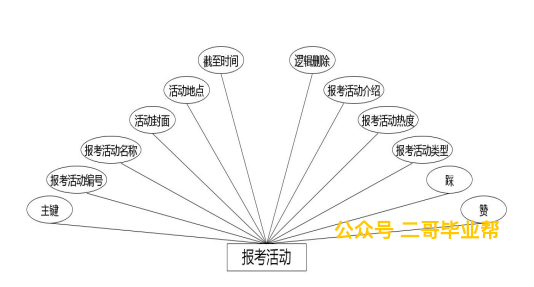 截至时间
逻辑删除
活动地点
报考活动介绍
活动封面
报考活动热度
报考活动名称
报考活动类型
报考活动编号
踩
主键
赞
公众号 二哥毕业帮
报考活动